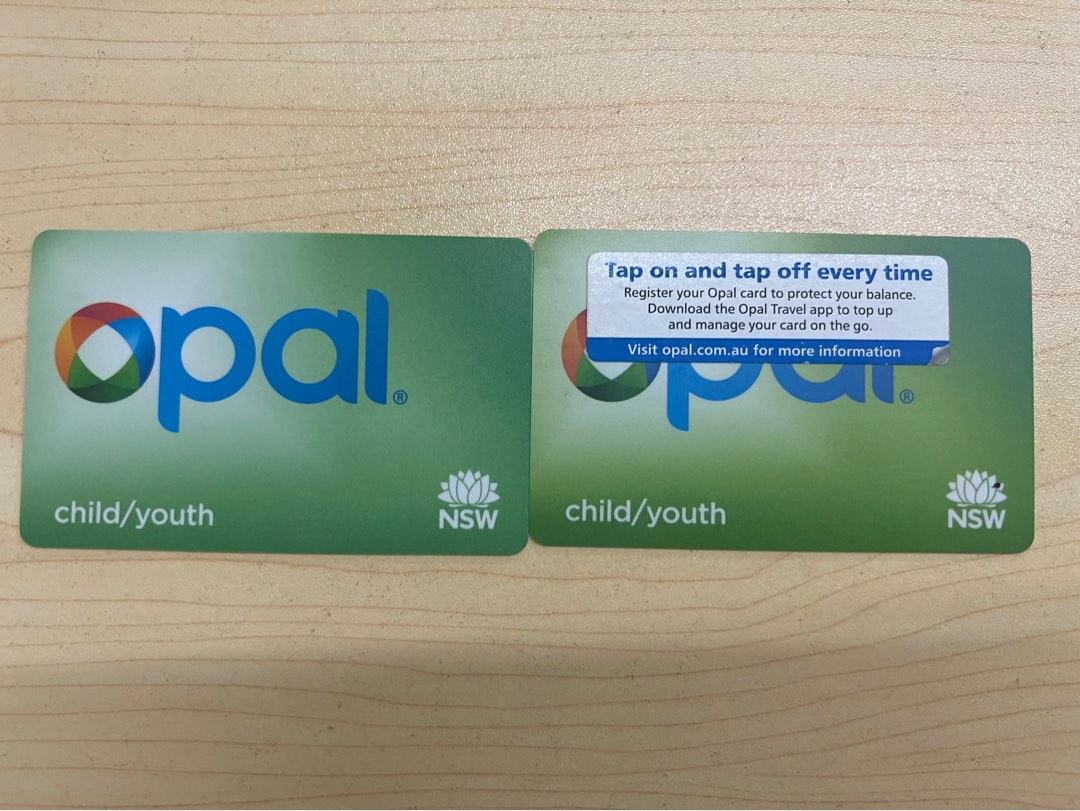 opal®
child/youth
NSW
Tap on and tap off every time
Register your Opal card to protect your balance.
Download the Opal Travel app to top up
and manage your card on the go.
Visit opal.com.au for more information
opal®
child/youth
NSW